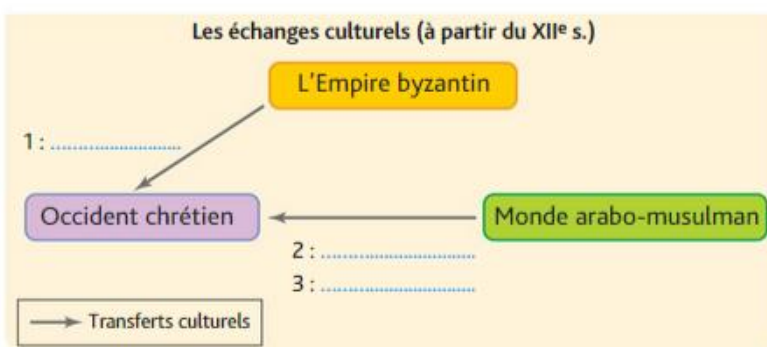 Les échanges culturels (à partir du XIIe s.)
L'Empire byzantin
1 : ..........................
Occident chrétien
Monde arabo-musulman
2 : ..............................
3 : ..............................
Transferts culturels